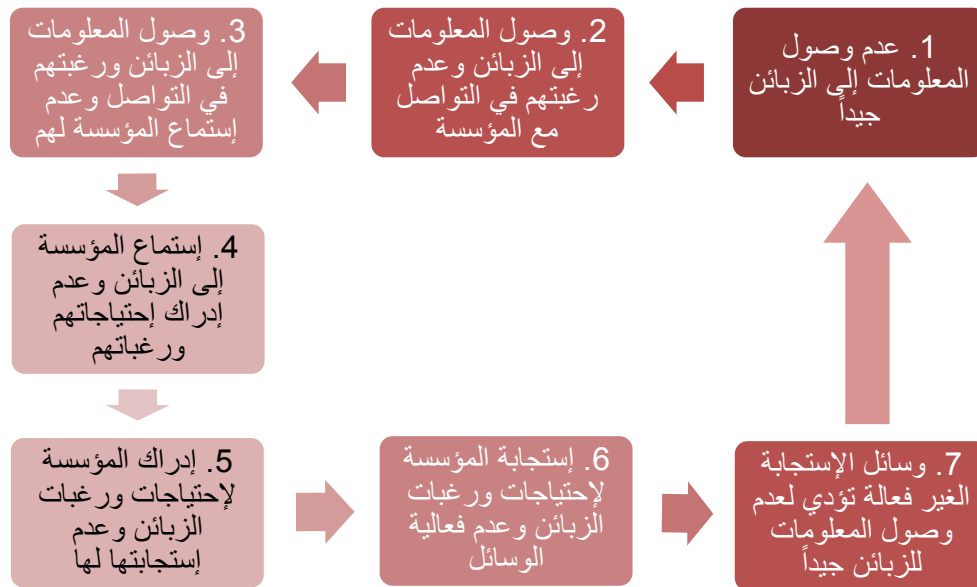 1. عدم وصول
المعلومات إلى الزبائن
جيداً
2. وصول المعلومات
إلى الزبائن وعدم
رغبتهم في التواصل
مع المؤسسة
3. وصول المعلومات
إلى الزبائن ورغبتهم
في التواصل وعدم
إستماع المؤسسة لهم
4. إستماع المؤسسة
إلى الزبائن وعدم
إدراك إحتياجاتهم
ورغباتهم
5. إدراك المؤسسة
لإحتياجات ورغبات
الزبائن وعدم
إستجابتها لها
6. إستجابة المؤسسة
لإحتياجات ورغبات
الزبائن وعدم فعالية
الوسائل
7. وسائل الإستجابة
الغير فعالة تؤدي لعدم
وصول المعلومات
للزبائن جيداً